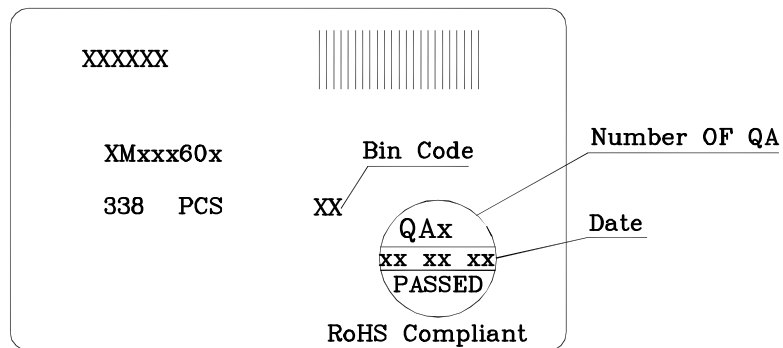 XXXXXX
XMxxx60x
Bin Code
Number OF QA
338 PCS
XX
QAx
Date
xx xx xx
PASSED
RoHS Compliant